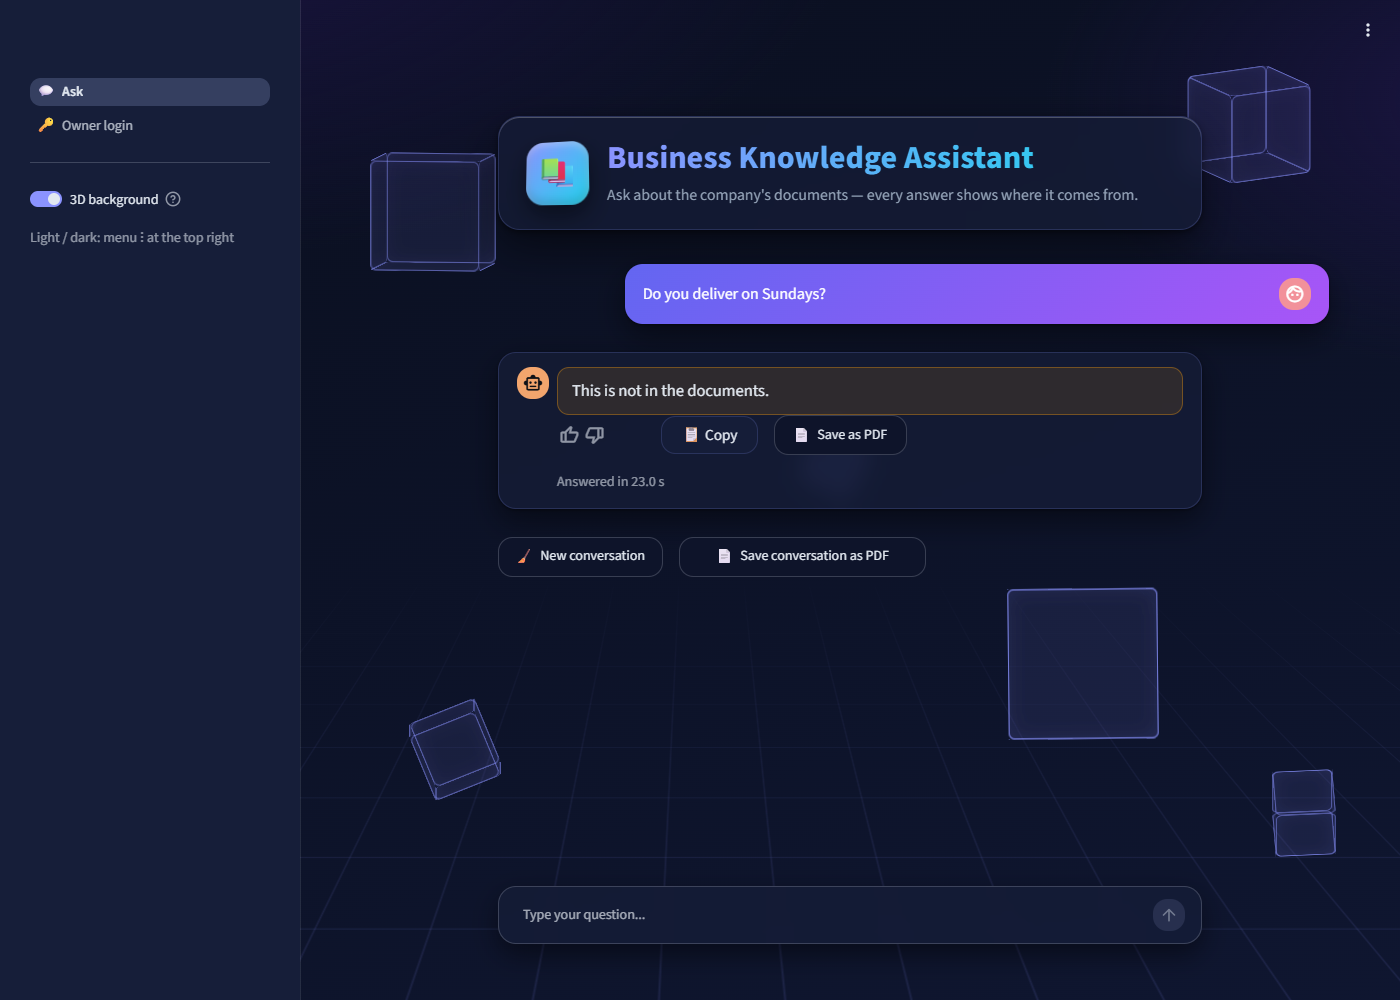 Ask
Owner login
3D background
Light / dark: menu ⋮ at the top right
Business Knowledge Assistant
Ask about the company's documents — every answer shows where it comes from.
Do you deliver on Sundays?
This is not in the documents.
Copy
Save as PDF
Answered in 23.0 s
New conversation
Save conversation as PDF
Type your question...